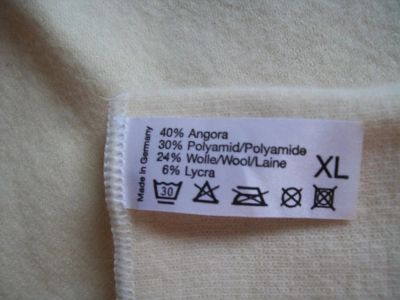 Made in Germany
40% Angora
30% Polyamid/Polyamide
24% Wolle/Wool/Laine
6% Lycra
XL
30